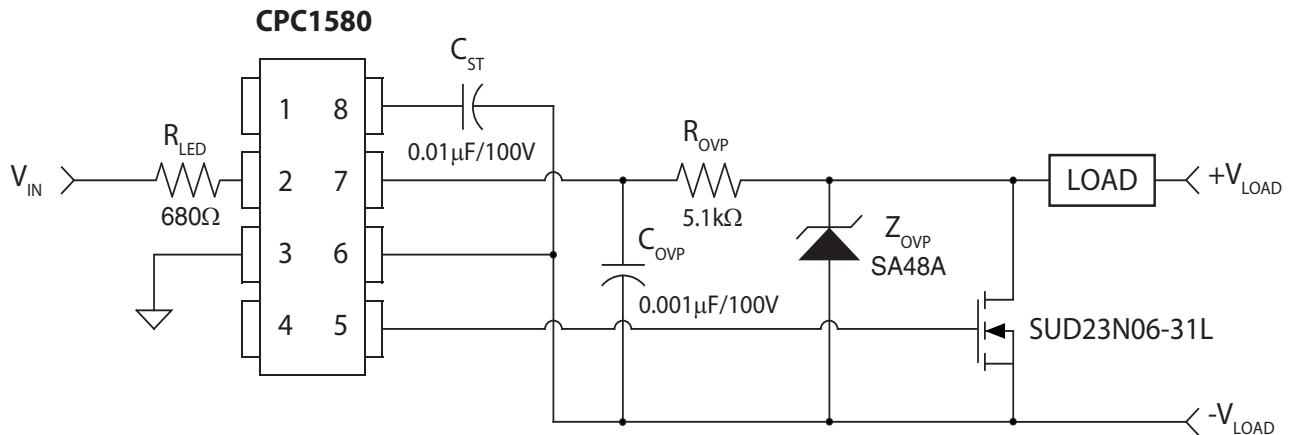 CPC1580
C_ST
0.01µF/100V
1 8
R_LED
V_IN
680Ω
2 7
R_OVP
5.1kΩ
LOAD
+V_LOAD
3 6
C_OVP
0.001µF/100V
Z_OVP
SA48A
4 5
SUD23N06-31L
-V_LOAD